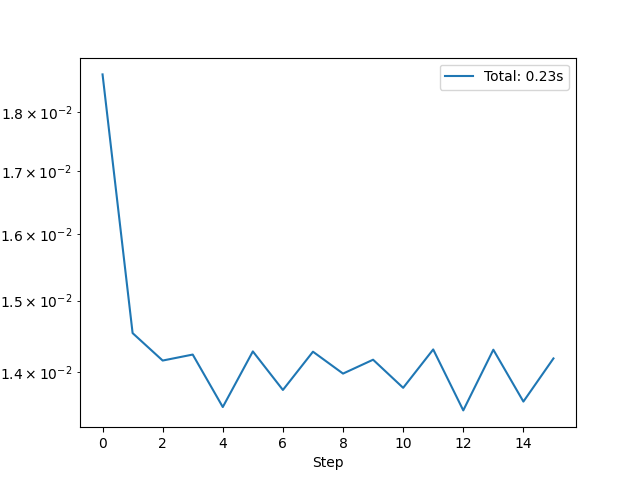 Total: 0.23s
1.8 × 10⁻²
1.7 × 10⁻²
1.6 × 10⁻²
1.5 × 10⁻²
1.4 × 10⁻²
0 2 4 6 8 10 12 14
Step